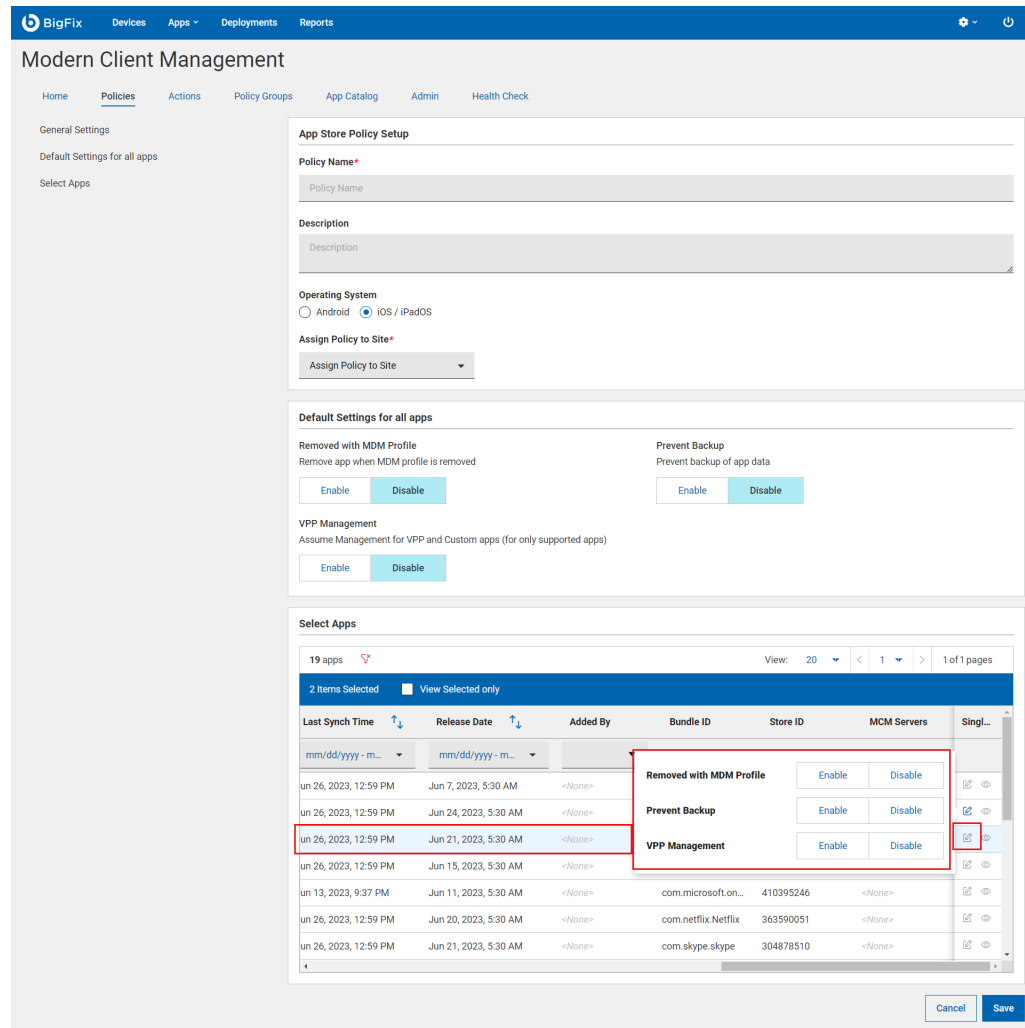 BigFix Devices Apps Deployments Reports
Modern Client Management
Home Policies Actions Policy Groups App Catalog Admin Health Check
General Settings
Default Settings for all apps
Select Apps
App Store Policy Setup
Policy Name*
Policy Name
Description
Description
Operating System
Android iOS / iPadOS
Assign Policy to Site*
Assign Policy to Site
Default Settings for all apps
Removed with MDM Profile Prevent Backup
Remove app when MDM profile is removed Prevent backup of app data
Enable Disable Enable Disable
VPP Management
Assume Management for VPP and Custom apps (for only supported apps)
Enable Disable
Select Apps
19 apps View: 20 < 1 > 1 of 1 pages
2 Items Selected View Selected only
Last Synch Time Release Date Added By Bundle ID Store ID MCM Servers Singl...
mm/dd/yyyy - m... mm/dd/yyyy - m...
un 26, 2023, 12:59 PM Jun 7, 2023, 5:30 AM <None> Removed with MDM Profile Enable Disable
un 26, 2023, 12:59 PM Jun 24, 2023, 5:30 AM <None> Prevent Backup Enable Disable
un 26, 2023, 12:59 PM Jun 21, 2023, 5:30 AM <None> VPP Management Enable Disable
un 26, 2023, 12:59 PM Jun 15, 2023, 5:30 AM <None>
un 13, 2023, 9:37 PM Jun 11, 2023, 5:30 AM <None> com.microsoft.on... 410395246 <None>
un 26, 2023, 12:59 PM Jun 20, 2023, 5:30 AM <None> com.netflix.Netflix 363590051 <None>
un 26, 2023, 12:59 PM Jun 21, 2023, 5:30 AM <None> com.skype.skype 304878510 <None>
Cancel Save